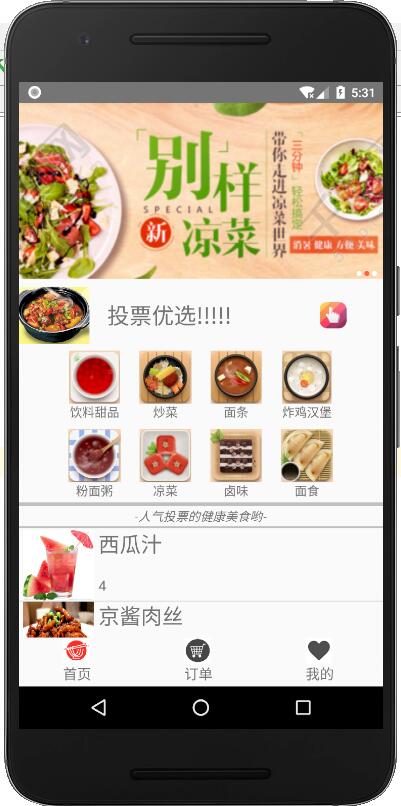 5:31
别样
SPECIAL
新
凉菜
带你走进凉菜世界
「三分钟」轻松搞定
消暑 健康 方便 美味
投票优选!!!!!
饮料甜品 炒菜 面条 炸鸡汉堡
粉面粥 凉菜 卤味 面食
-人气投票的健康美食哟-
西瓜汁
4
京酱肉丝
首页 订单 我的